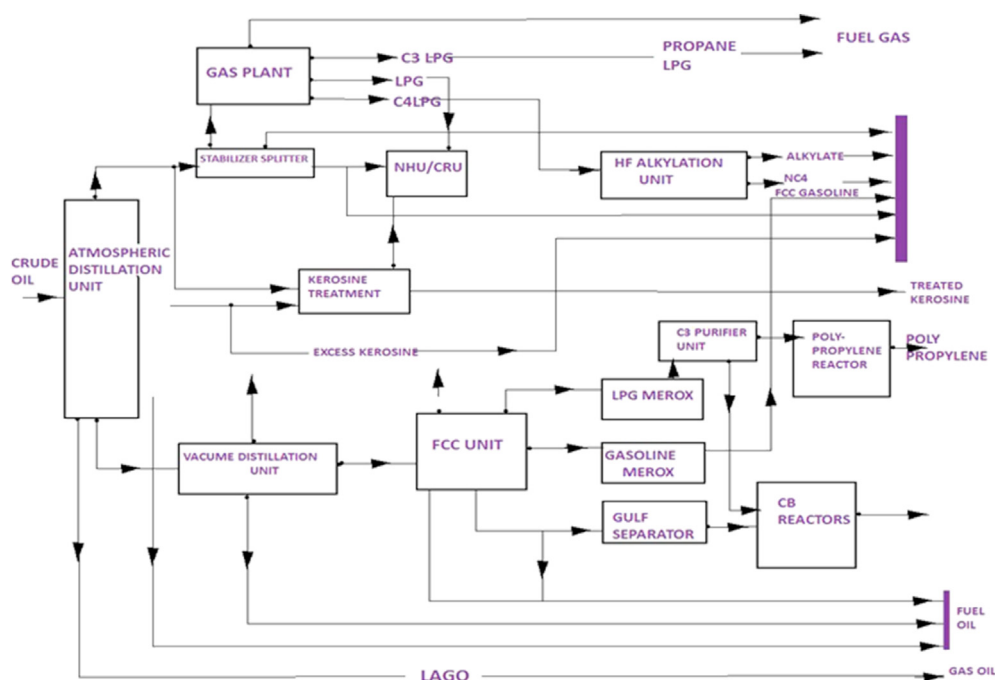 FUEL GAS
PROPANE
LPG
C3 LPG
GAS PLANT
LPG
C4LPG
STABILIZER SPLITTER
NHU/CRU
HF ALKYLATION
UNIT
ALKYLATE
NC4
FCC GASOLINE
CRUDE
OIL
ATMOSPHERIC
DISTILLATION
UNIT
KEROSINE
TREATMENT
TREATED
KEROSINE
EXCESS KEROSINE
C3 PURIFIER
UNIT
POLY-
PROPYLENE
REACTOR
POLY
PROPYLENE
LPG MEROX
FCC UNIT
VACUME DISTILLATION
UNIT
GASOLINE
MEROX
GULF
SEPARATOR
CB
REACTORS
FUEL
OIL
LAGO
GAS OIL